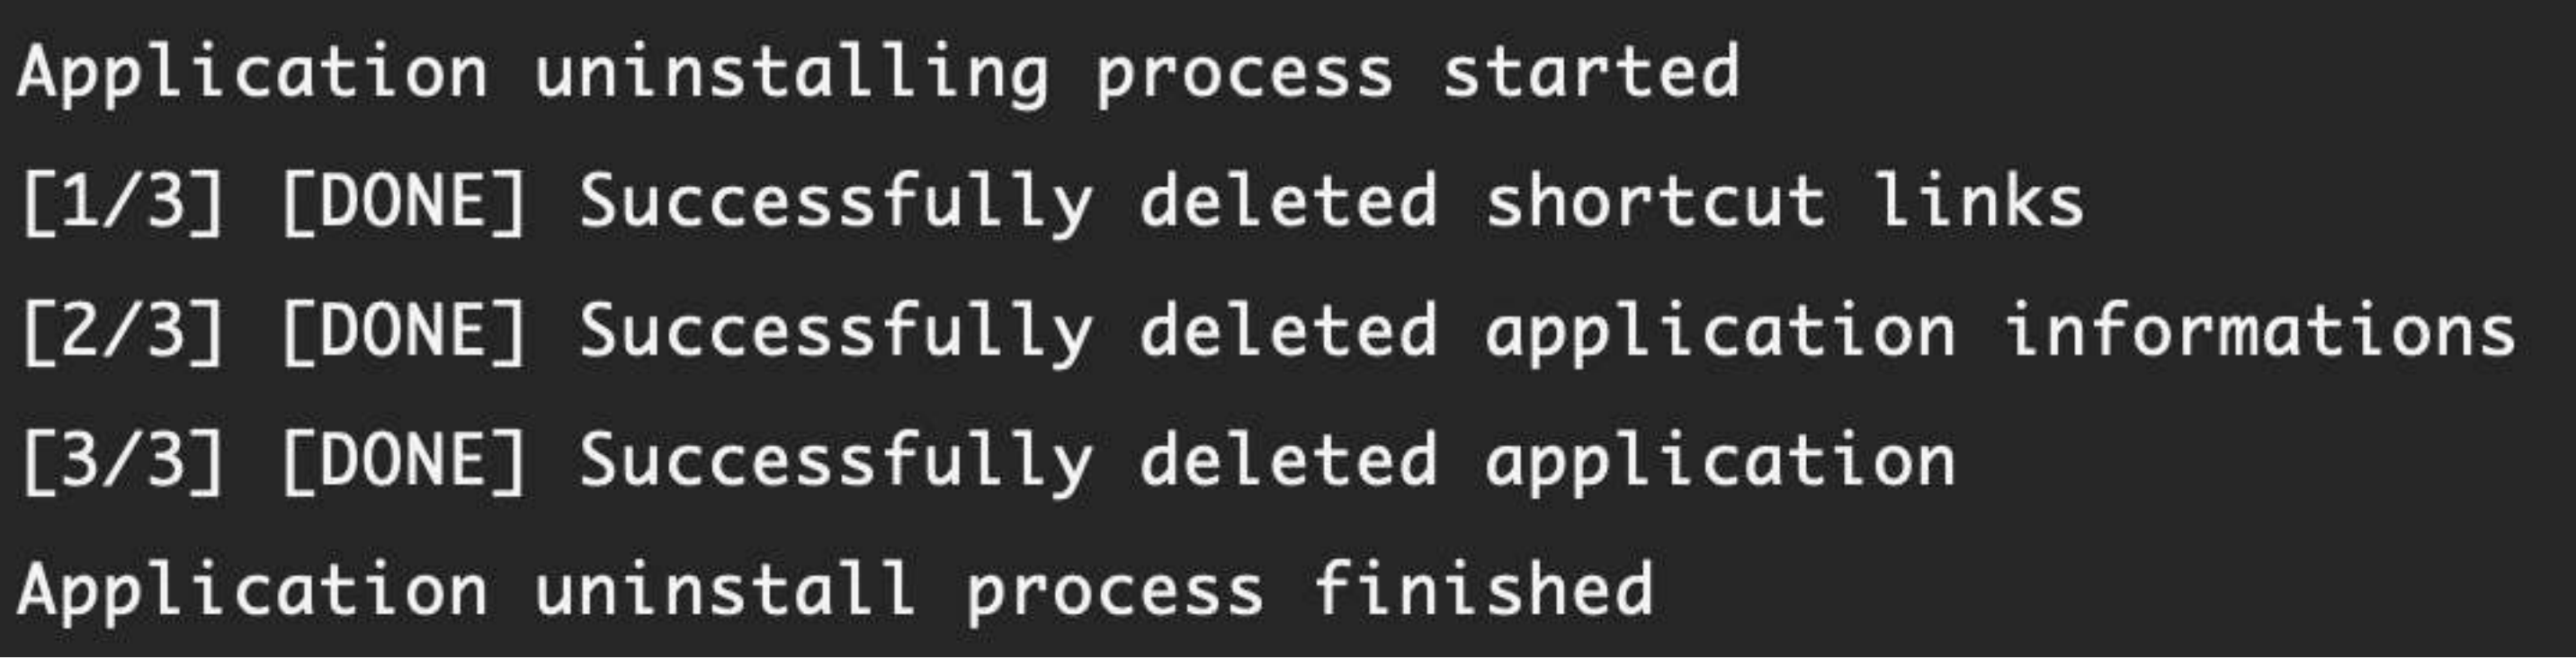 Application uninstalling process started
[1/3] [DONE] Successfully deleted shortcut links
[2/3] [DONE] Successfully deleted application informations
[3/3] [DONE] Successfully deleted application
Application uninstall process finished